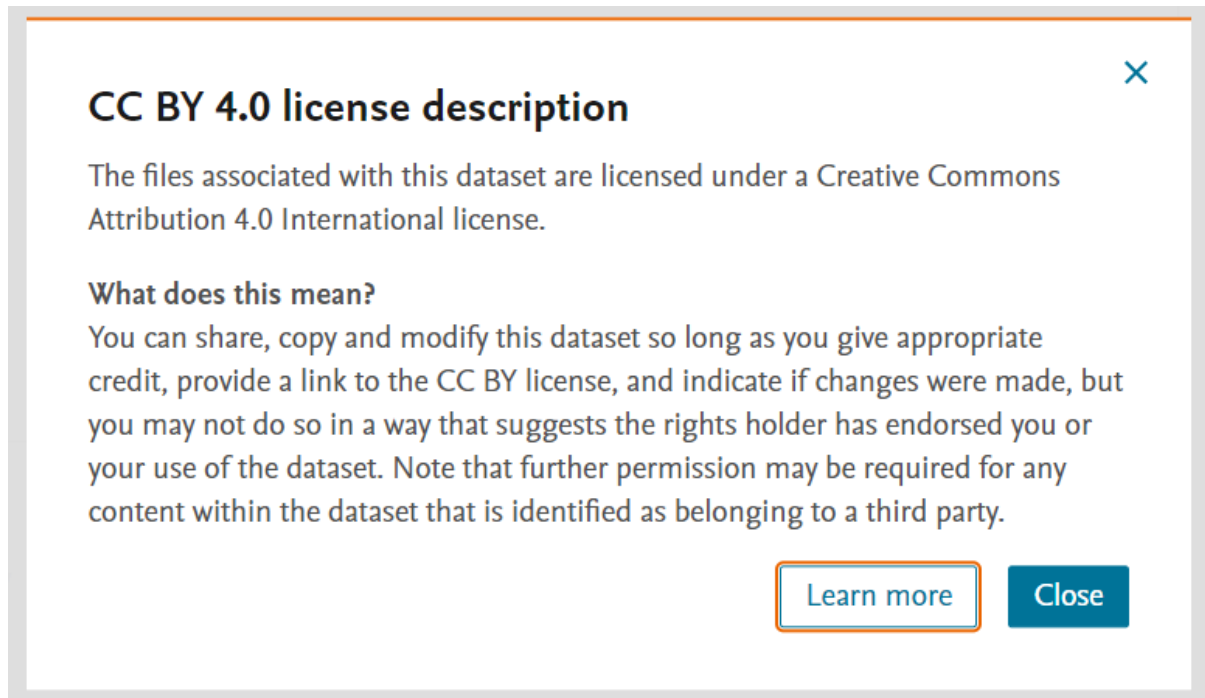 CC BY 4.0 license description
The files associated with this dataset are licensed under a Creative Commons
Attribution 4.0 International license.
What does this mean?
You can share, copy and modify this dataset so long as you give appropriate
credit, provide a link to the CC BY license, and indicate if changes were made, but
you may not do so in a way that suggests the rights holder has endorsed you or
your use of the dataset. Note that further permission may be required for any
content within the dataset that is identified as belonging to a third party.
Learn more
Close